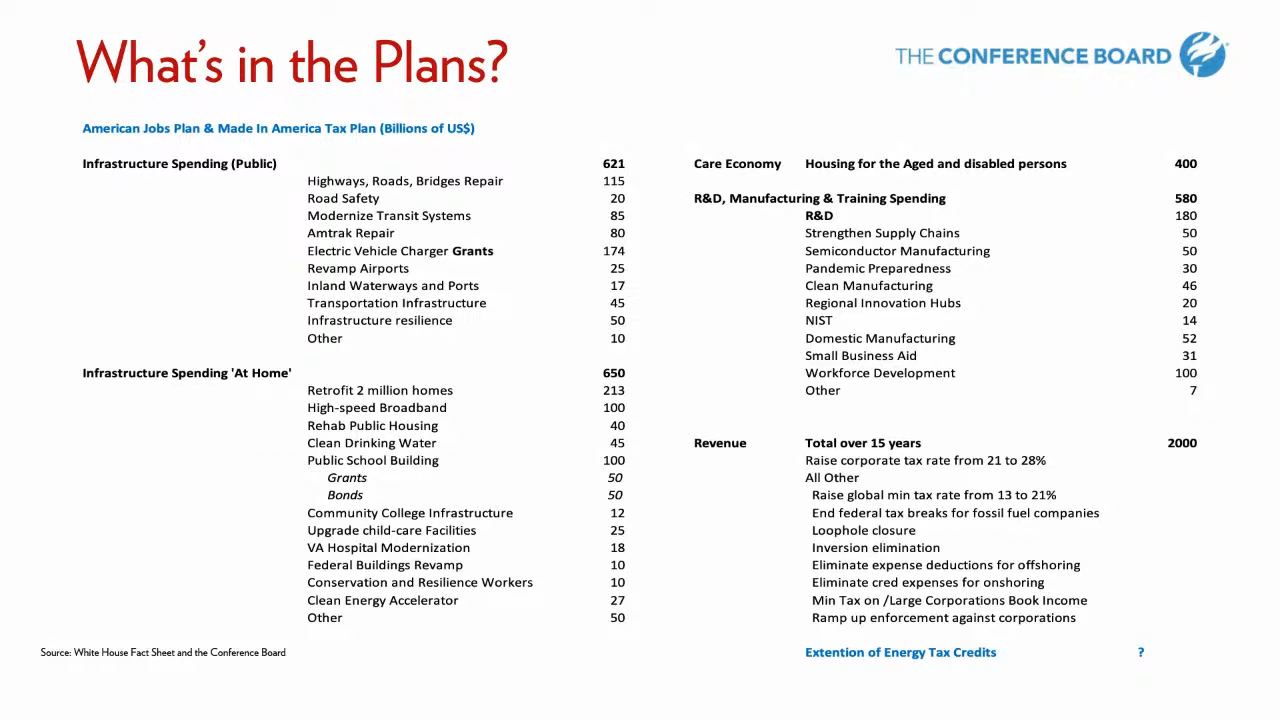 What's in the Plans?
THE CONFERENCE BOARD
American Jobs Plan & Made In America Tax Plan (Billions of US$)
Infrastructure Spending (Public) 621
Highways, Roads, Bridges Repair 115
Road Safety 20
Modernize Transit Systems 85
Amtrak Repair 80
Electric Vehicle Charger Grants 174
Revamp Airports 25
Inland Waterways and Ports 17
Transportation Infrastructure 45
Infrastructure resilience 50
Other 10
Infrastructure Spending 'At Home' 650
Retrofit 2 million homes 213
High-speed Broadband 100
Rehab Public Housing 40
Clean Drinking Water 45
Public School Building 100
Grants 50
Bonds 50
Community College Infrastructure 12
Upgrade child-care Facilities 25
VA Hospital Modernization 18
Federal Buildings Revamp 10
Conservation and Resilience Workers 10
Clean Energy Accelerator 27
Other 50
Care Economy Housing for the Aged and disabled persons 400
R&D, Manufacturing & Training Spending 580
R&D 180
Strengthen Supply Chains 50
Semiconductor Manufacturing 50
Pandemic Preparedness 30
Clean Manufacturing 46
Regional Innovation Hubs 20
NIST 14
Domestic Manufacturing 52
Small Business Aid 31
Workforce Development 100
Other 7
Revenue Total over 15 years 2000
Raise corporate tax rate from 21 to 28%
All Other
Raise global min tax rate from 13 to 21%
End federal tax breaks for fossil fuel companies
Loophole closure
Inversion elimination
Eliminate expense deductions for offshoring
Eliminate cred expenses for onshoring
Min Tax on /Large Corporations Book Income
Ramp up enforcement against corporations
Extention of Energy Tax Credits ?
Source: White House Fact Sheet and the Conference Board